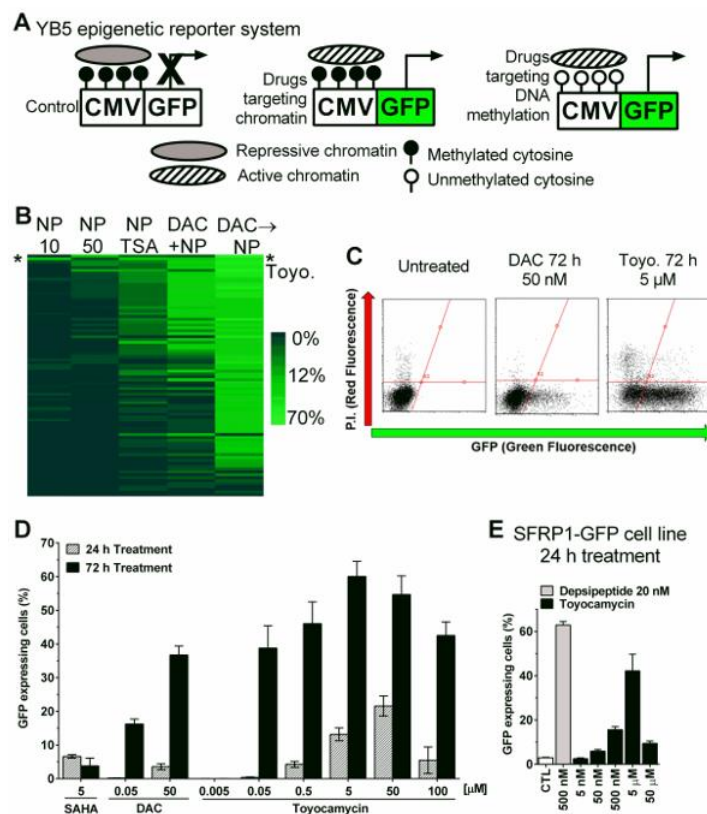 A
YB5 epigenetic reporter system
Control
CMV GFP
X
Drugs
targeting
chromatin
CMV GFP
Drugs
targeting
DNA
methylation
CMV GFP
Repressive chromatin
Methylated cytosine
Active chromatin
Unmethylated cytosine
B
NP NP NP DAC DAC→
10 50 TSA +NP NP
* *
Toyo.
0%
12%
70%
C
Untreated
DAC 72 h
50 nM
Toyo. 72 h
5 µM
P.I. (Red Fluorescence)
GFP (Green Fluorescence)
D
24 h Treatment
72 h Treatment
GFP expressing cells (%)
70
60
50
40
30
20
10
0
5 0.05 50 0.005 0.05 0.5 5 50 100 [µM]
SAHA DAC Toyocamycin
E
SFRP1-GFP cell line
24 h treatment
Depsipeptide 20 nM
Toyocamycin
GFP expressing cells (%)
60
40
20
0
CTL
500 nM
5 nM
50 nM
500 nM
5 µM
50 µM